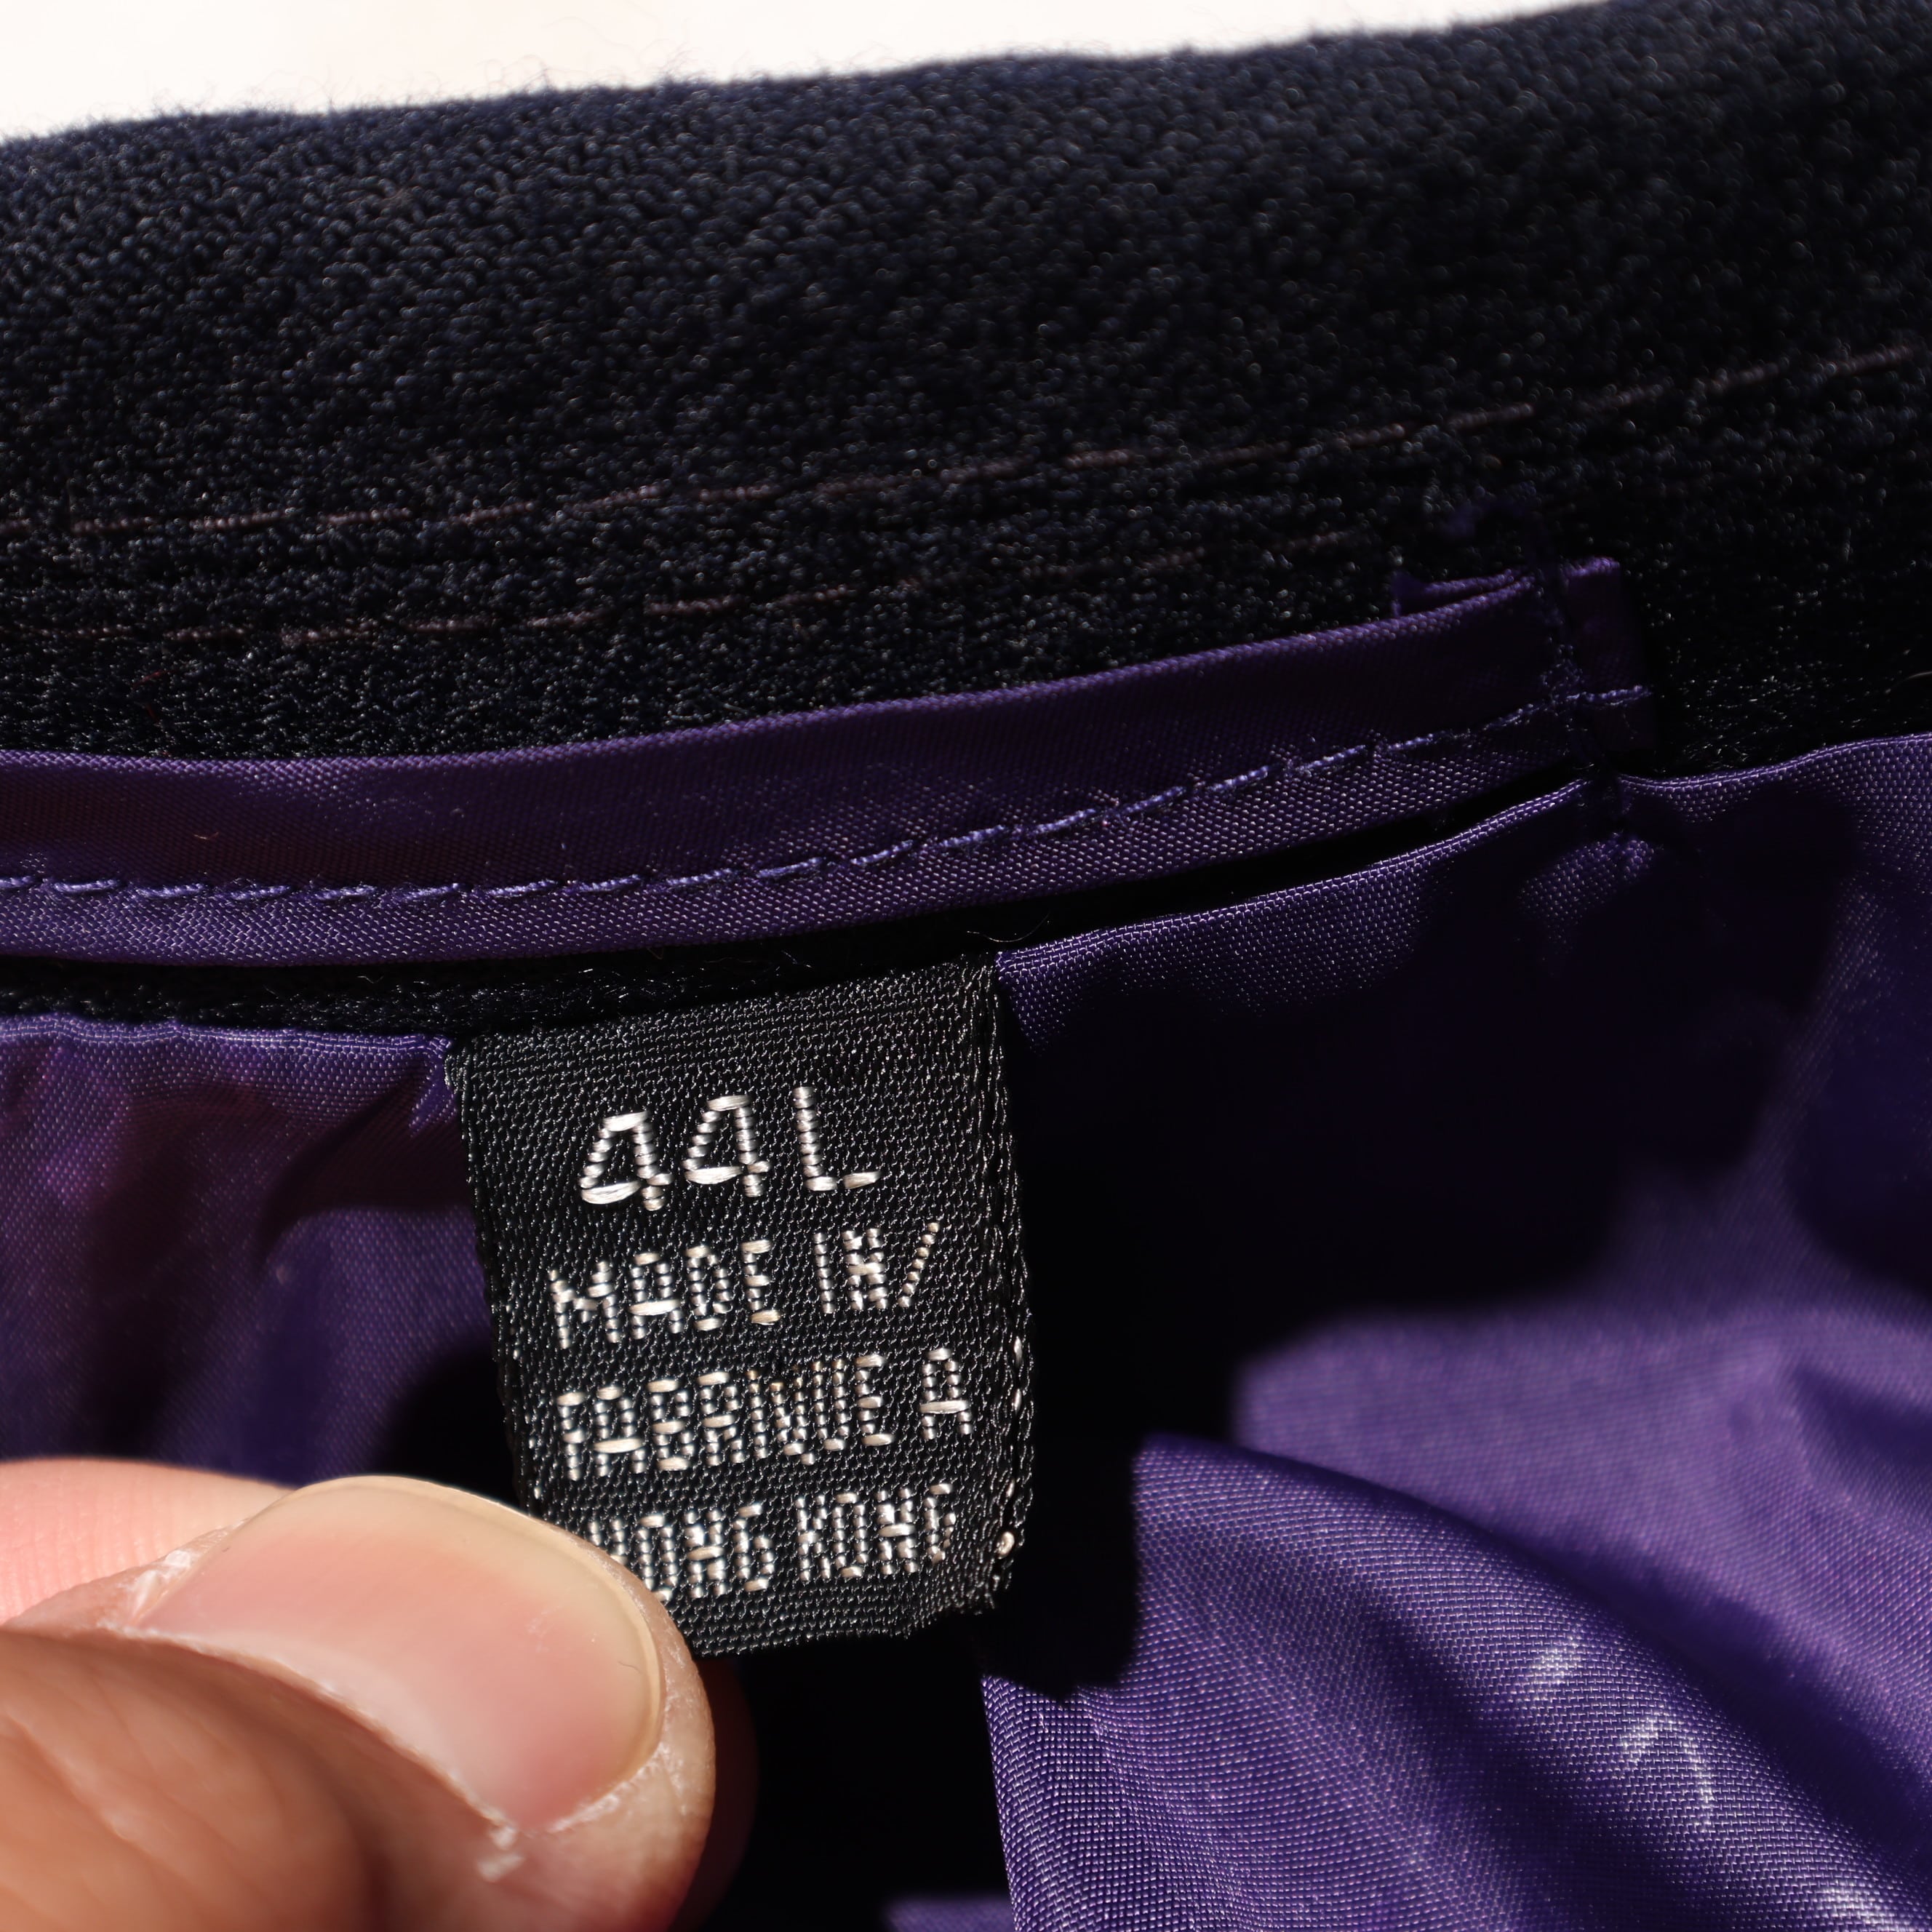 44L
MADE IN/
FABRIQUE A
HONG KONG